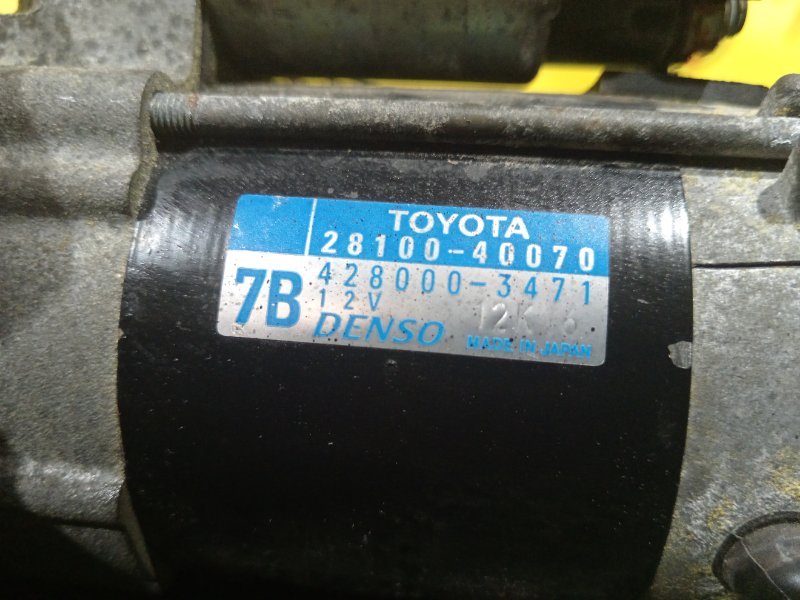 TOYOTA
28100-40070
7B
428000-3471
12V
DENSO
MADE IN JAPAN